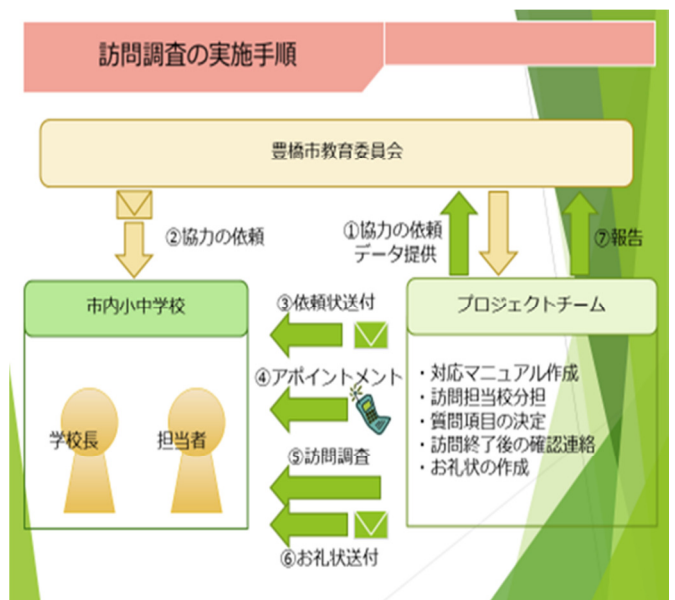 訪問調査の実施手順
豊橋市教育委員会
②協力の依頼
①協力の依頼
データ提供
⑦報告
市内小中学校
③依頼状送付
プロジェクトチーム
④アポイントメント
・対応マニュアル作成
・訪問担当校分担
・質問項目の決定
・訪問終了後の確認連絡
・お礼状の作成
学校長
担当者
⑤訪問調査
⑥お礼状送付